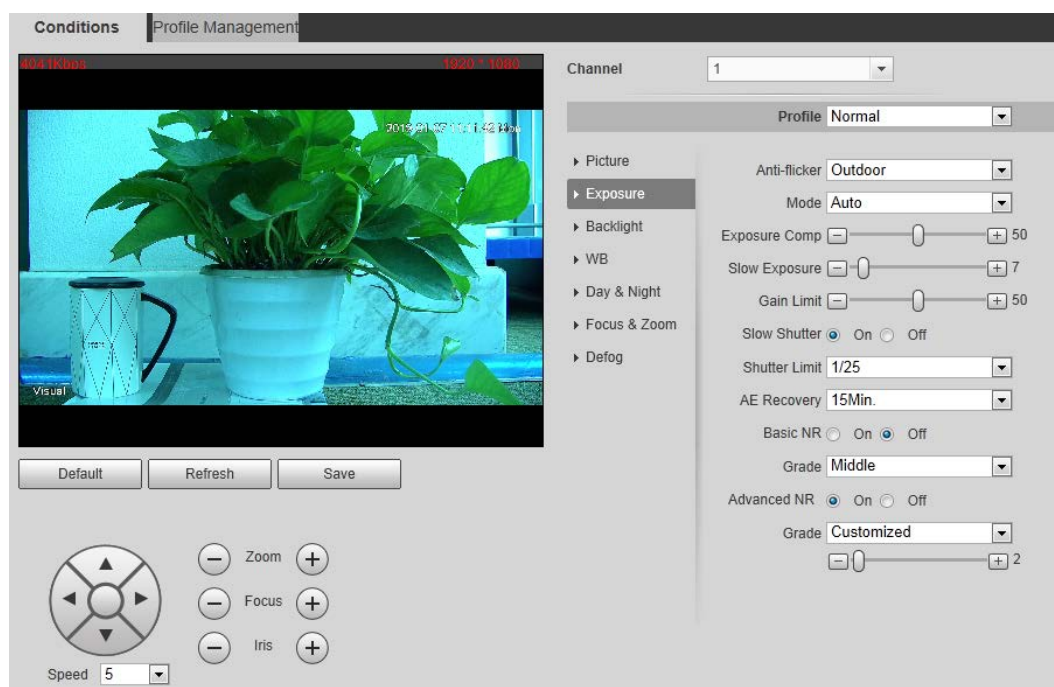 Conditions
Profile Management
4041Kbps
1920 * 1080
Visual
Default
Refresh
Save
Zoom
Focus
Iris
Speed 5
Channel 1
Profile Normal
Picture
Exposure
Backlight
WB
Day & Night
Focus & Zoom
Defog
Anti-flicker Outdoor
Mode Auto
Exposure Comp 50
Slow Exposure 7
Gain Limit 50
Slow Shutter On Off
Shutter Limit 1/25
AE Recovery 15Min.
Basic NR On Off
Grade Middle
Advanced NR On Off
Grade Customized
2